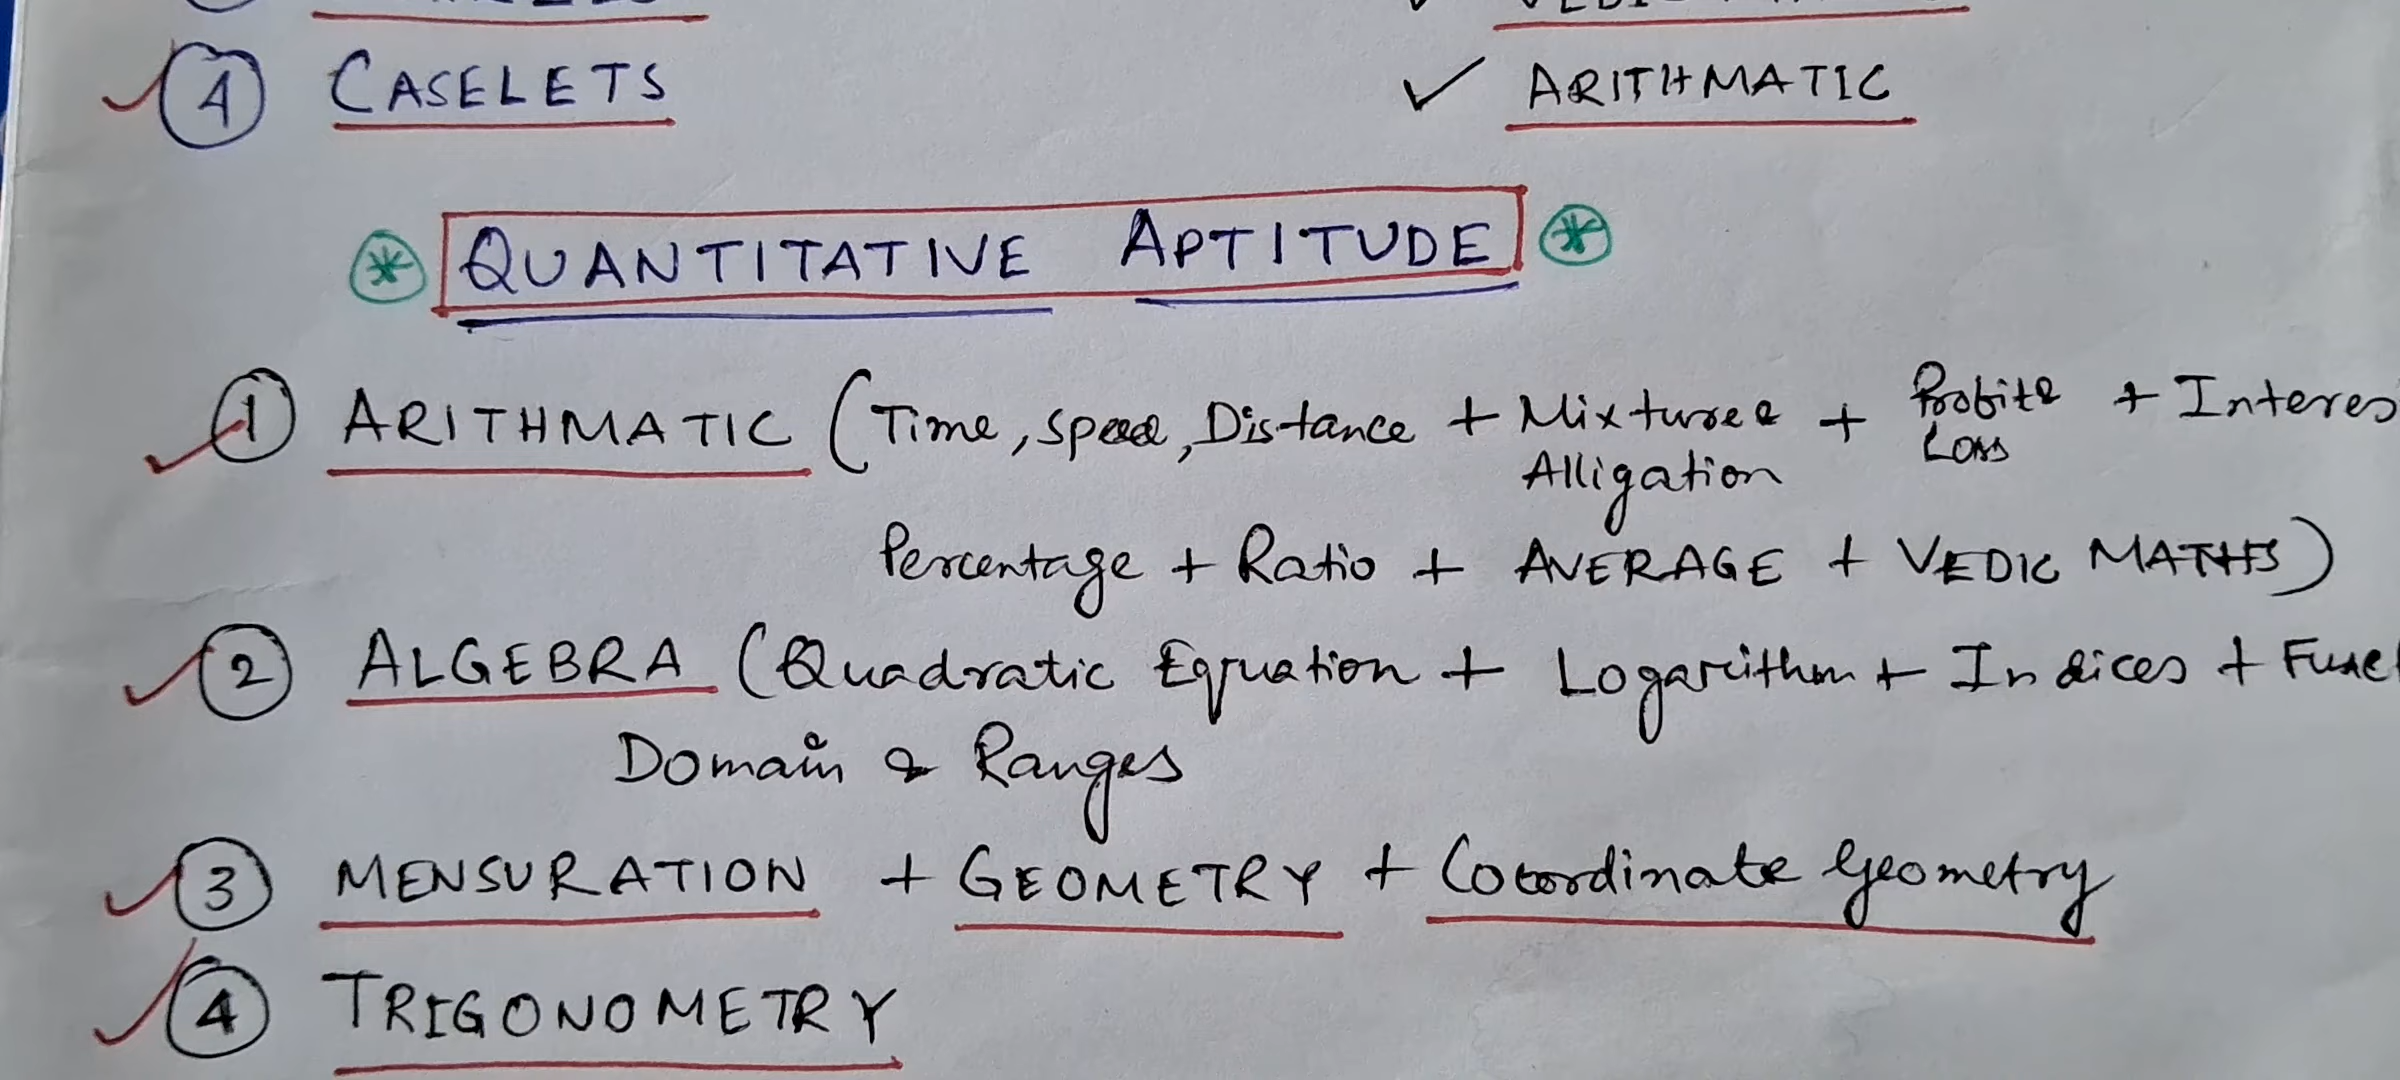 ④ CASELETS
✓ ARITHMATIC
* QUANTITATIVE APTITUDE *
① ARITHMATIC (Time, Speed, Distance + Mixture & + Profit & + Interes
Alligation Loss
Percentage + Ratio + AVERAGE + VEDIC MATHS)
② ALGEBRA (Quadratic Equation + Logarithm + Indices + Func
Domain & Ranges
③ MENSURATION + GEOMETRY + Coordinate Geometry
④ TRIGONOMETRY